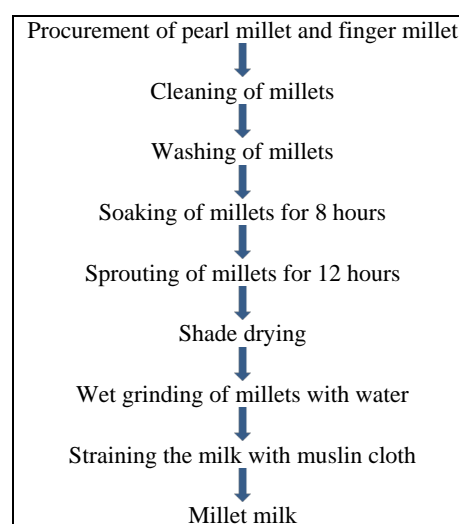 Procurement of pearl millet and finger millet
Cleaning of millets
Washing of millets
Soaking of millets for 8 hours
Sprouting of millets for 12 hours
Shade drying
Wet grinding of millets with water
Straining the milk with muslin cloth
Millet milk